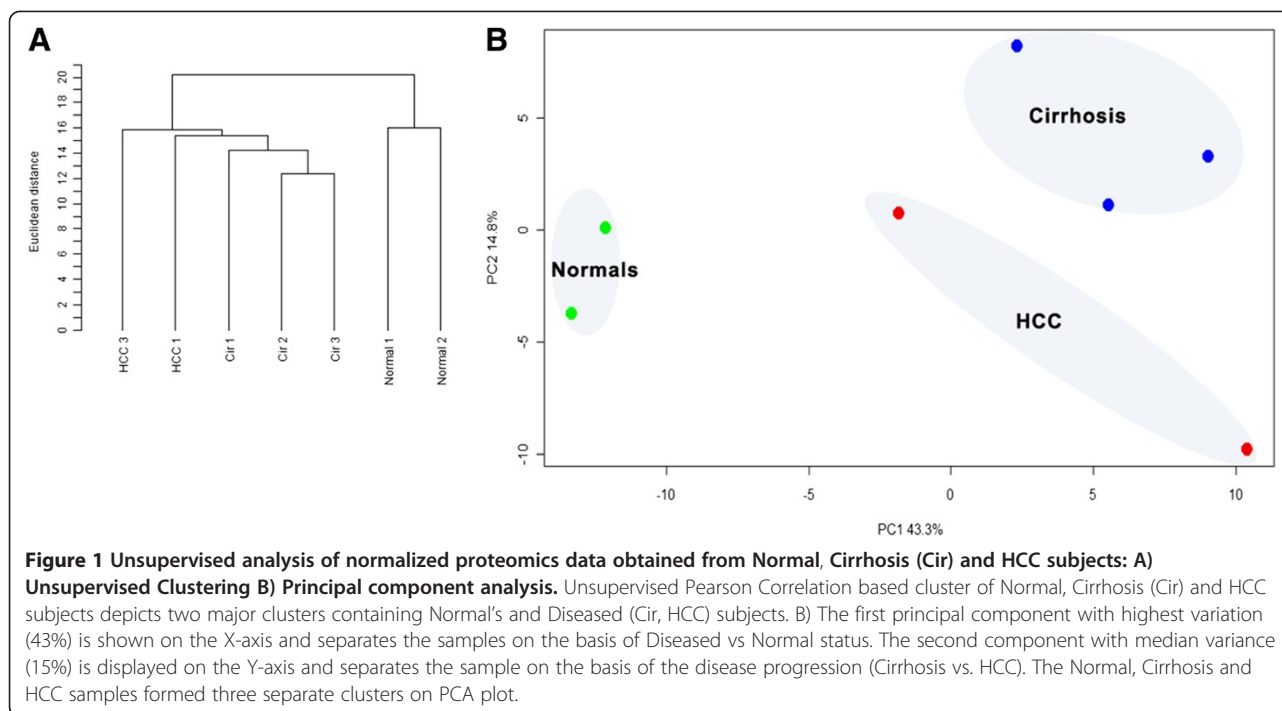 A
B
20
18
16
14
12
10
8
6
4
2
0
Euclidean distance
HCC 3
HCC 1
Cir 1
Cir 2
Cir 3
Normal 1
Normal 2
5
0
-5
-10
PC2 14.8%
Cirrhosis
Normals
HCC
-10
-5
0
5
10
PC1 43.3%
Figure 1 Unsupervised analysis of normalized proteomics data obtained from Normal, Cirrhosis (Cir) and HCC subjects: A)
Unsupervised Clustering B) Principal component analysis. Unsupervised Pearson Correlation based cluster of Normal, Cirrhosis (Cir) and HCC
subjects depicts two major clusters containing Normal's and Diseased (Cir, HCC) subjects. B) The first principal component with highest variation
(43%) is shown on the X-axis and separates the samples on the basis of Diseased vs Normal status. The second component with median variance
(15%) is displayed on the Y-axis and separates the sample on the basis of the disease progression (Cirrhosis vs. HCC). The Normal, Cirrhosis and
HCC samples formed three separate clusters on PCA plot.